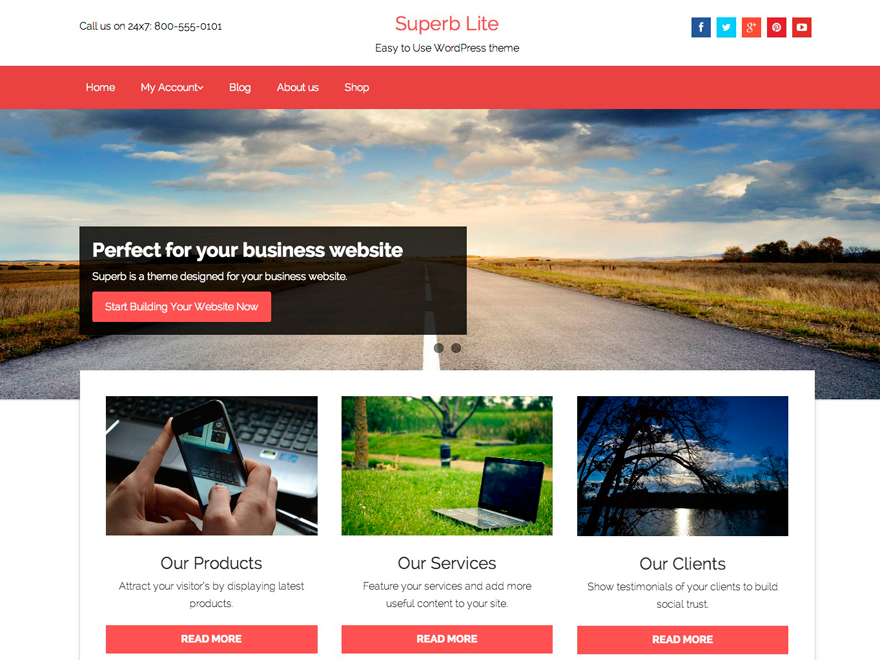 Call us on 24x7: 800-555-0101
Superb Lite
Easy to Use WordPress theme
Home My Account Blog About us Shop
Perfect for your business website
Superb is a theme designed for your business website.
Start Building Your Website Now
Our Products
Attract your visitor's by displaying latest
products.
READ MORE
Our Services
Feature your services and add more
useful content to your site.
READ MORE
Our Clients
Show testimonials of your clients to build
social trust.
READ MORE